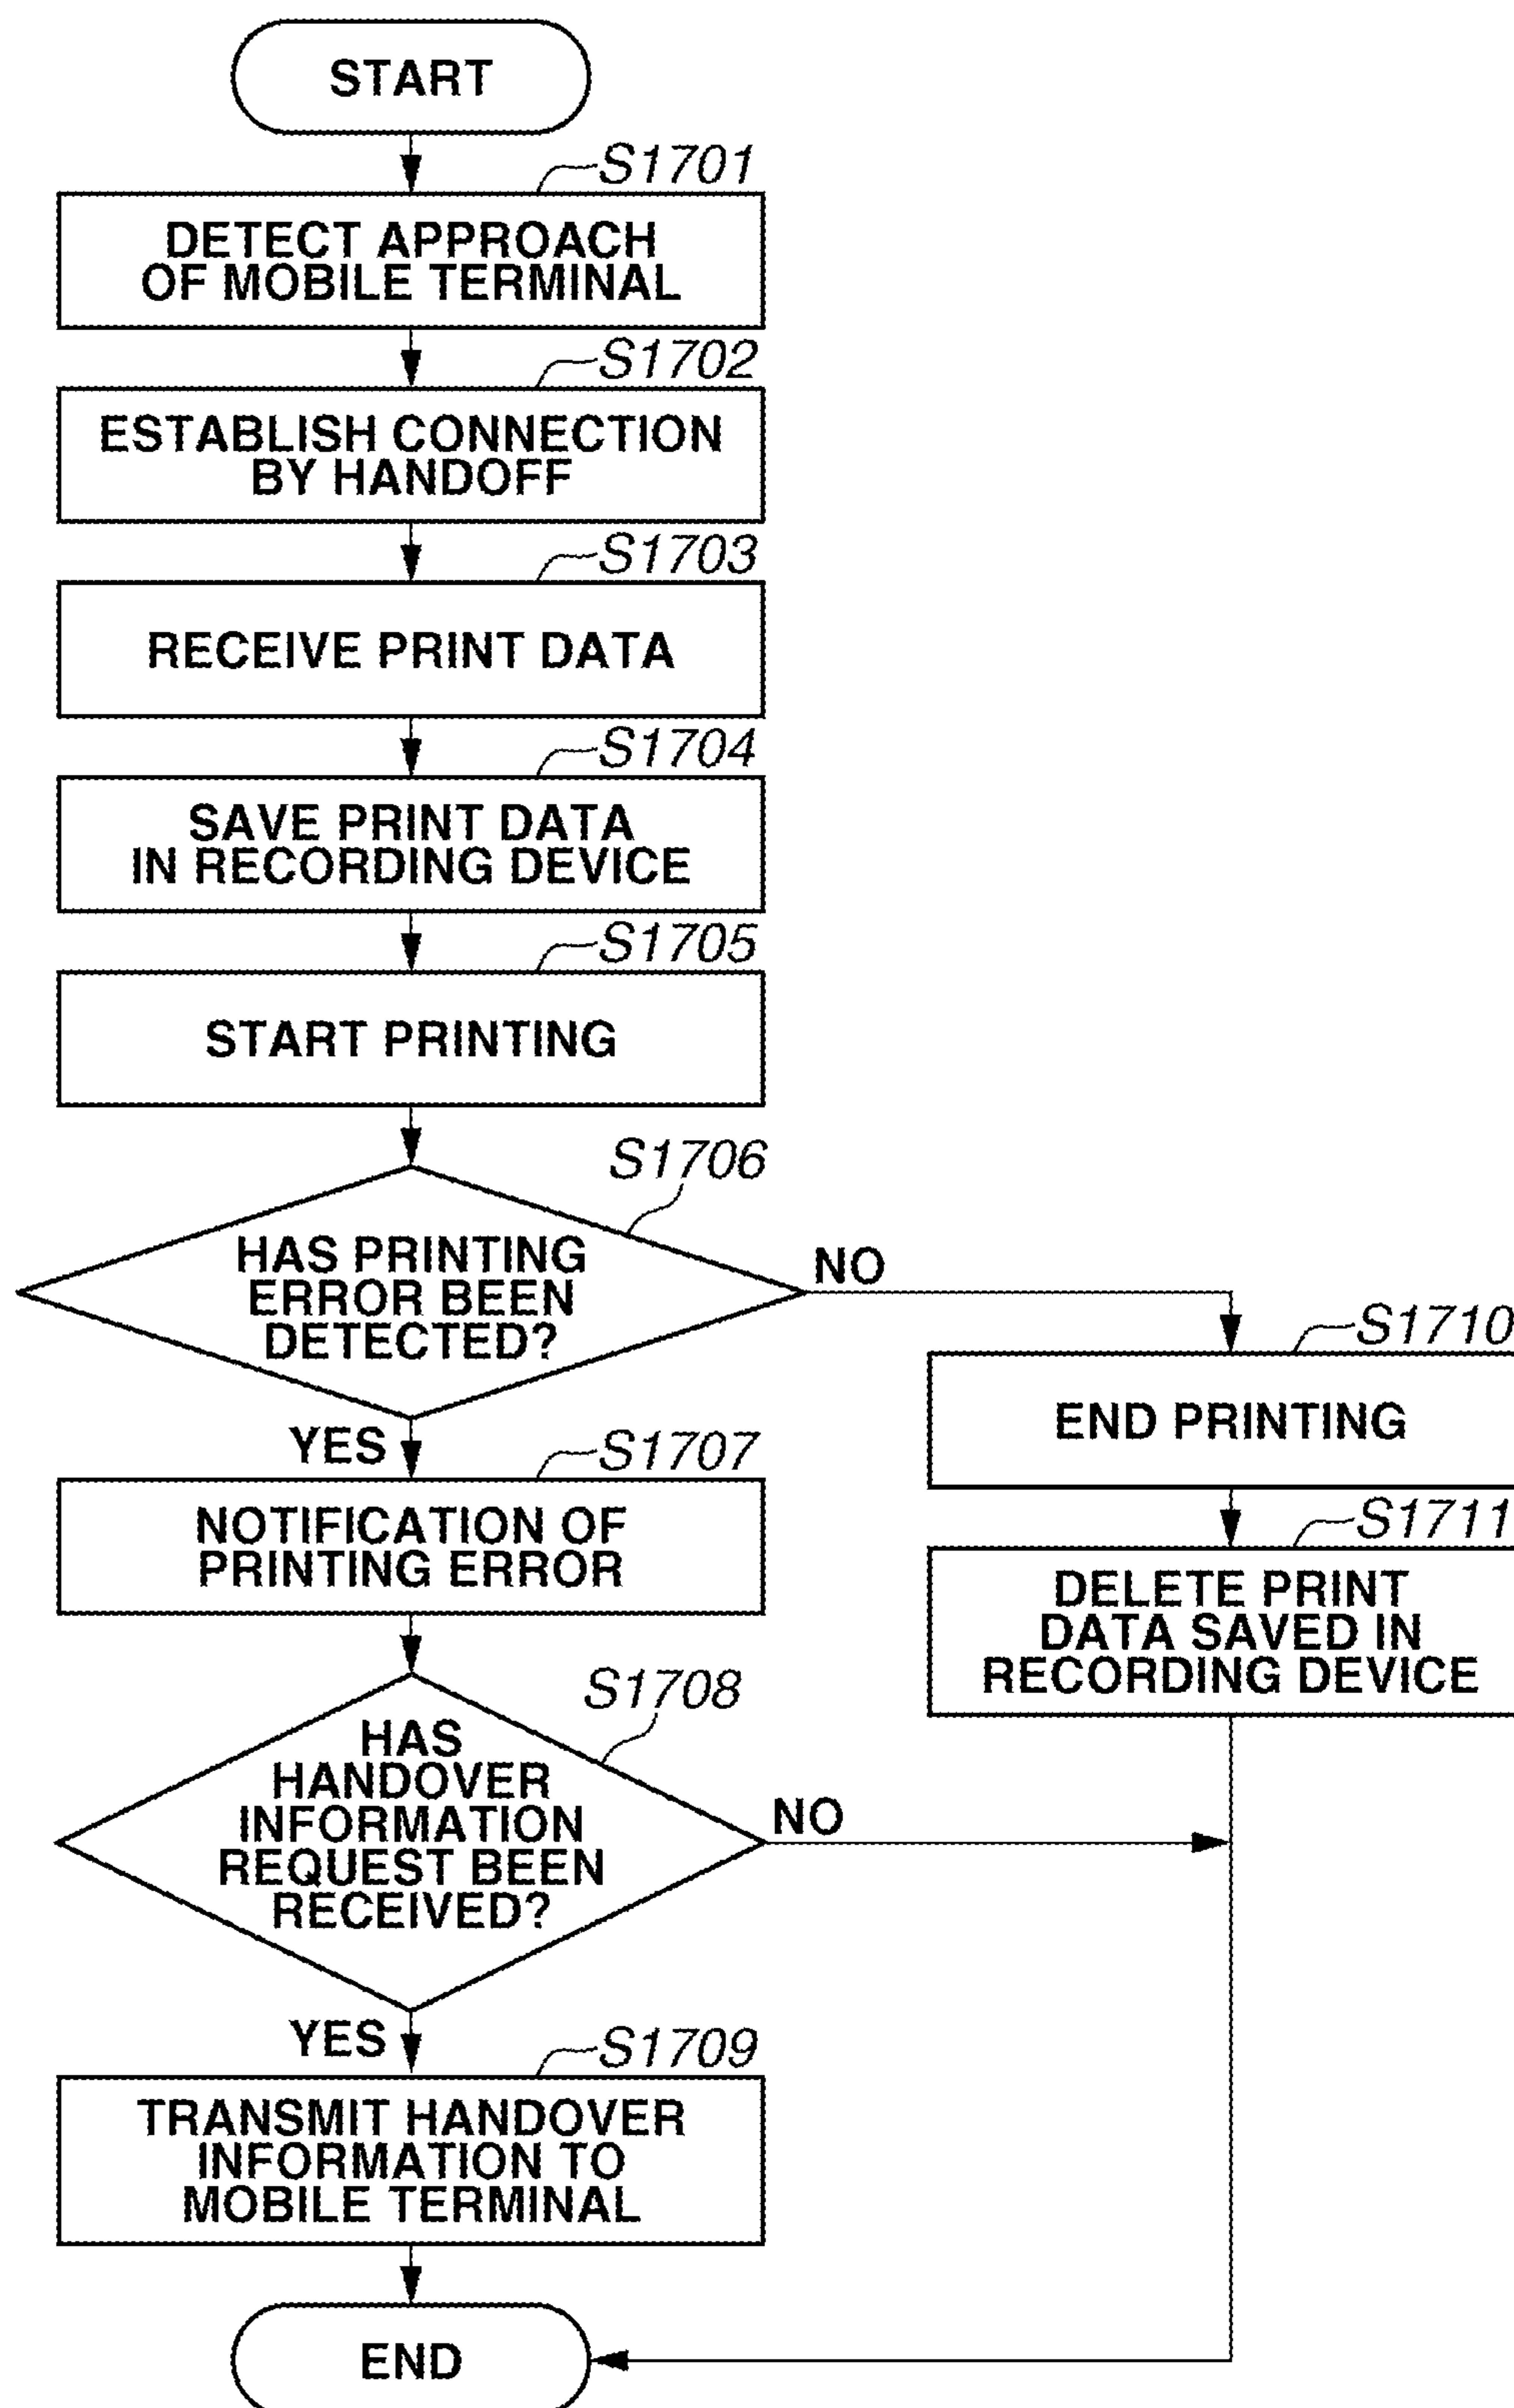 START
S1701
DETECT APPROACH
OF MOBILE TERMINAL
S1702
ESTABLISH CONNECTION
BY HANDOFF
S1703
RECEIVE PRINT DATA
S1704
SAVE PRINT DATA
IN RECORDING DEVICE
S1705
START PRINTING
S1706
HAS PRINTING
ERROR BEEN
DETECTED?
NO
YES
S1710
END PRINTING
S1707
NOTIFICATION OF
PRINTING ERROR
S1711
DELETE PRINT
DATA SAVED IN
RECORDING DEVICE
S1708
HAS
HANDOVER
INFORMATION
REQUEST BEEN
RECEIVED?
NO
YES
S1709
TRANSMIT HANDOVER
INFORMATION TO
MOBILE TERMINAL
END